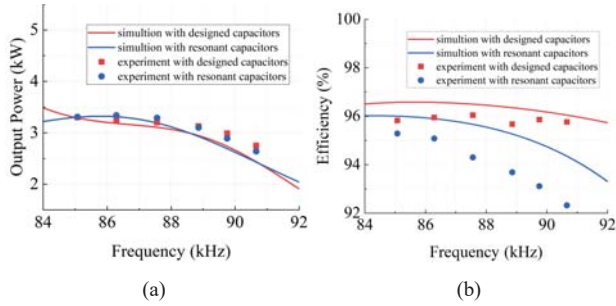 5
4
3
2
Output Power (kW)
simultion with designed capacitors
simultion with resonant capacitors
experiment with designed capacitors
experiment with resonant capacitors
84 86 88 90 92
Frequency (kHz)
(a)
100
98
96
94
92
Efficiency (%)
simultion with designed capacitors
simultion with resonant capacitors
experiment with designed capacitors
experiment with resonant capacitors
84 86 88 90 92
Frequency (kHz)
(b)